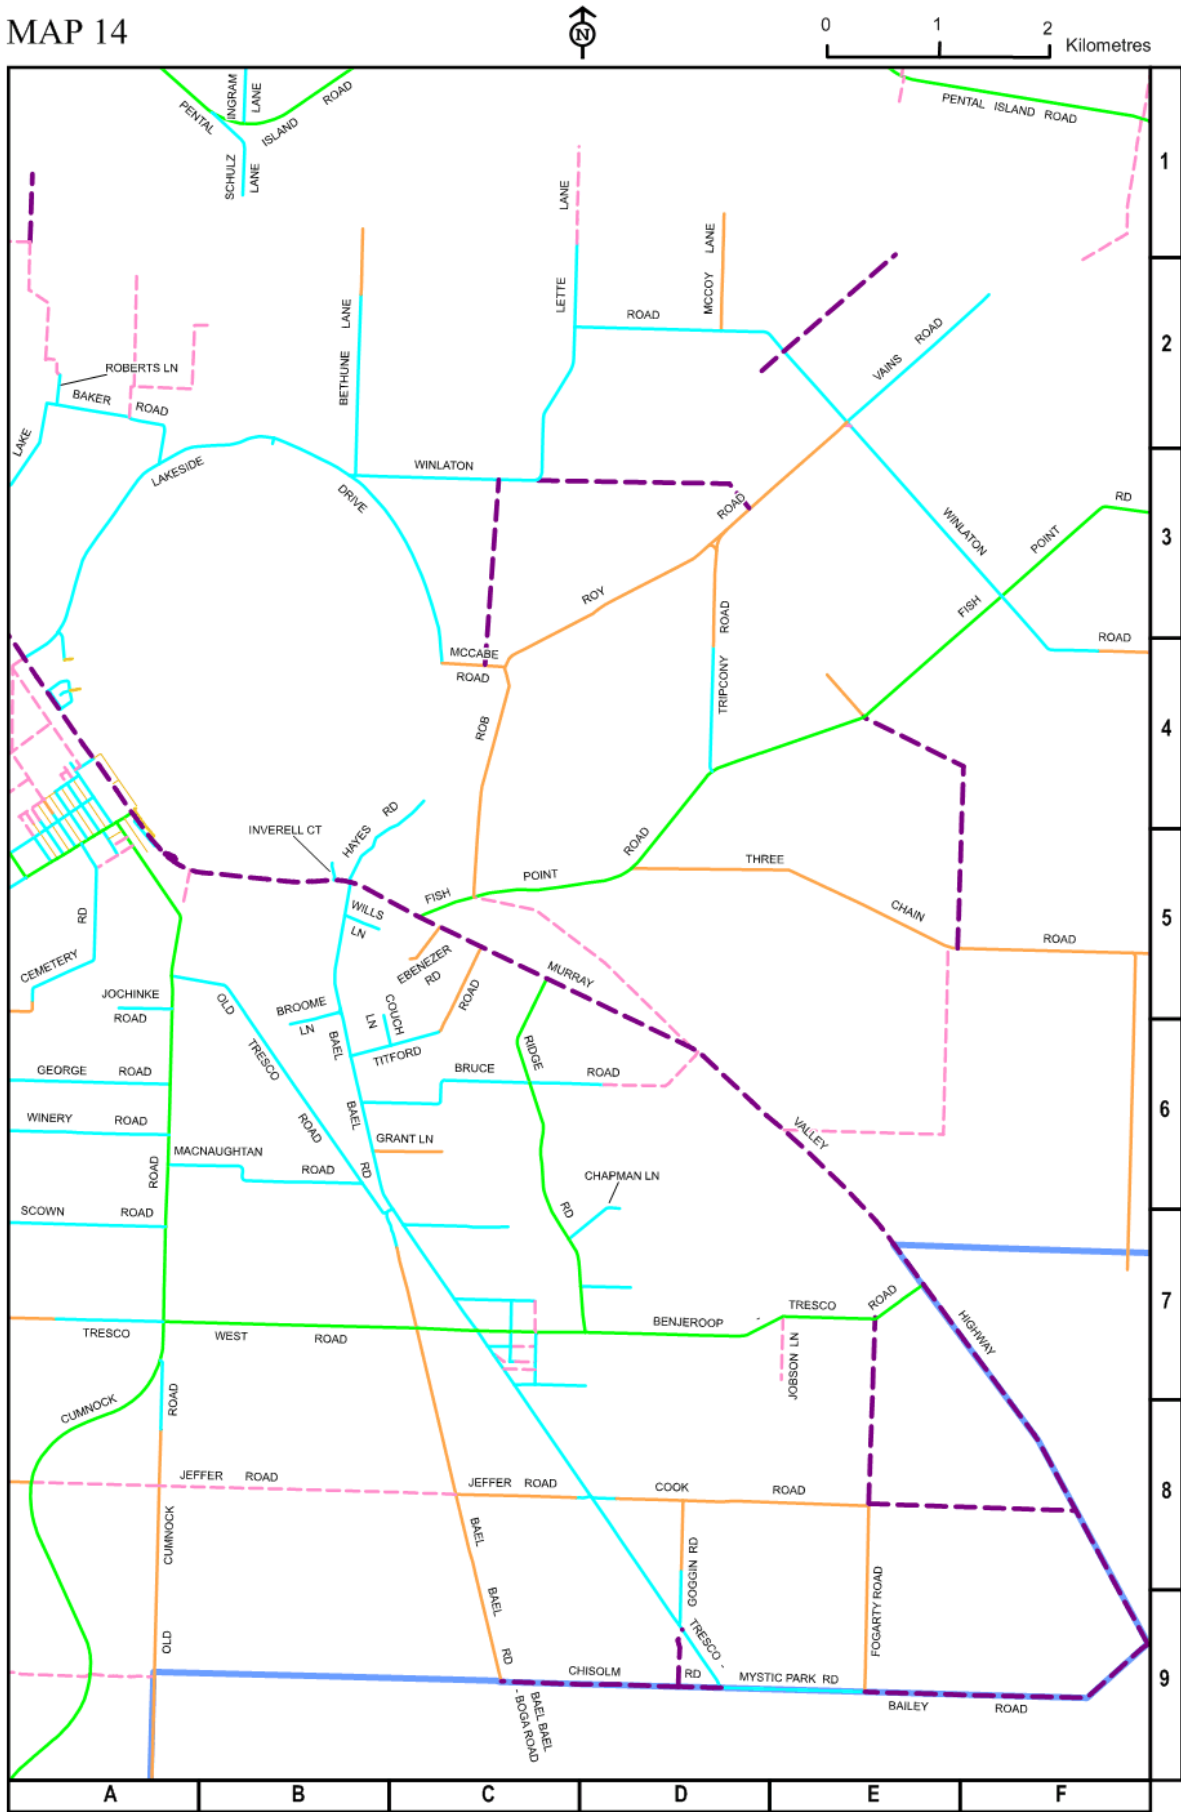 MAP 14
N
0 1 2
Kilometres
INGRAM
LANE
ROAD
PENTAL
ISLAND
PENTAL ISLAND ROAD
SCHULZ
LANE
1
LANE
MCCOY LANE
LETTE
ROAD
BETHUNE LANE
VAINS ROAD
2
ROBERTS LN
BAKER ROAD
LAKE
LAKESIDE
DRIVE
WINLATON
ROAD
WINLATON
RD
POINT
FISH
3
ROY
ROAD
TRIPCONY
ROAD
MCCABE
ROAD
ROB
4
INVERELL CT
HAYES RD
ROAD
THREE
POINT
FISH
CHAIN
ROAD
5
WILLS
LN
RD
CEMETERY
EBENEZER
RD
MURRAY
ROAD
JOCHINKE
ROAD
OLD
BROOME
LN
COUCH
LN
BAEL
TITFORD
RIDGE
TRESCO
GEORGE ROAD
BRUCE ROAD
6
WINERY ROAD
ROAD
BAEL
GRANT LN
VALLEY
MACNAUGHTAN
ROAD
RD
CHAPMAN LN
ROAD
SCOWN ROAD
RD
7
TRESCO ROAD
HIGHWAY
TRESCO WEST ROAD
BENJEROOP -
JOBSON LN
CUMNOCK
ROAD
JEFFER ROAD
JEFFER ROAD
COOK ROAD
8
CUMNOCK
BAEL
GOGGIN RD
FOGARTY ROAD
BAEL
TRESCO -
OLD
RD
CHISOLM RD
MYSTIC PARK RD
9
BAILEY ROAD
BAEL BAEL
- BOGA ROAD
A B C D E F